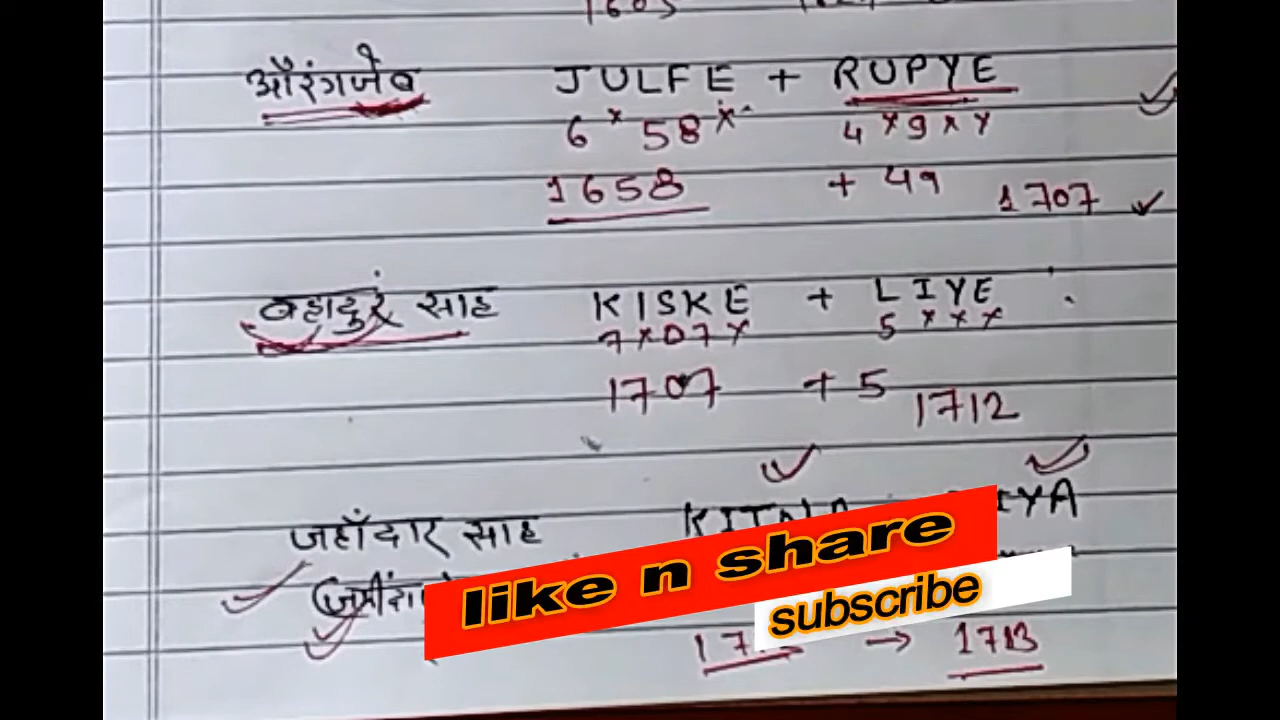 1605
औरंगजेब JULFE + RUPYE
6 x 58 x 4 x 9 x x
1658 + 49 1707
बहादुर साह KISKE + LIYE
7 x 07 x 5 x x x
1707 + 5 1712
जहाँदार साह
like n share
subscribe
→ 1713